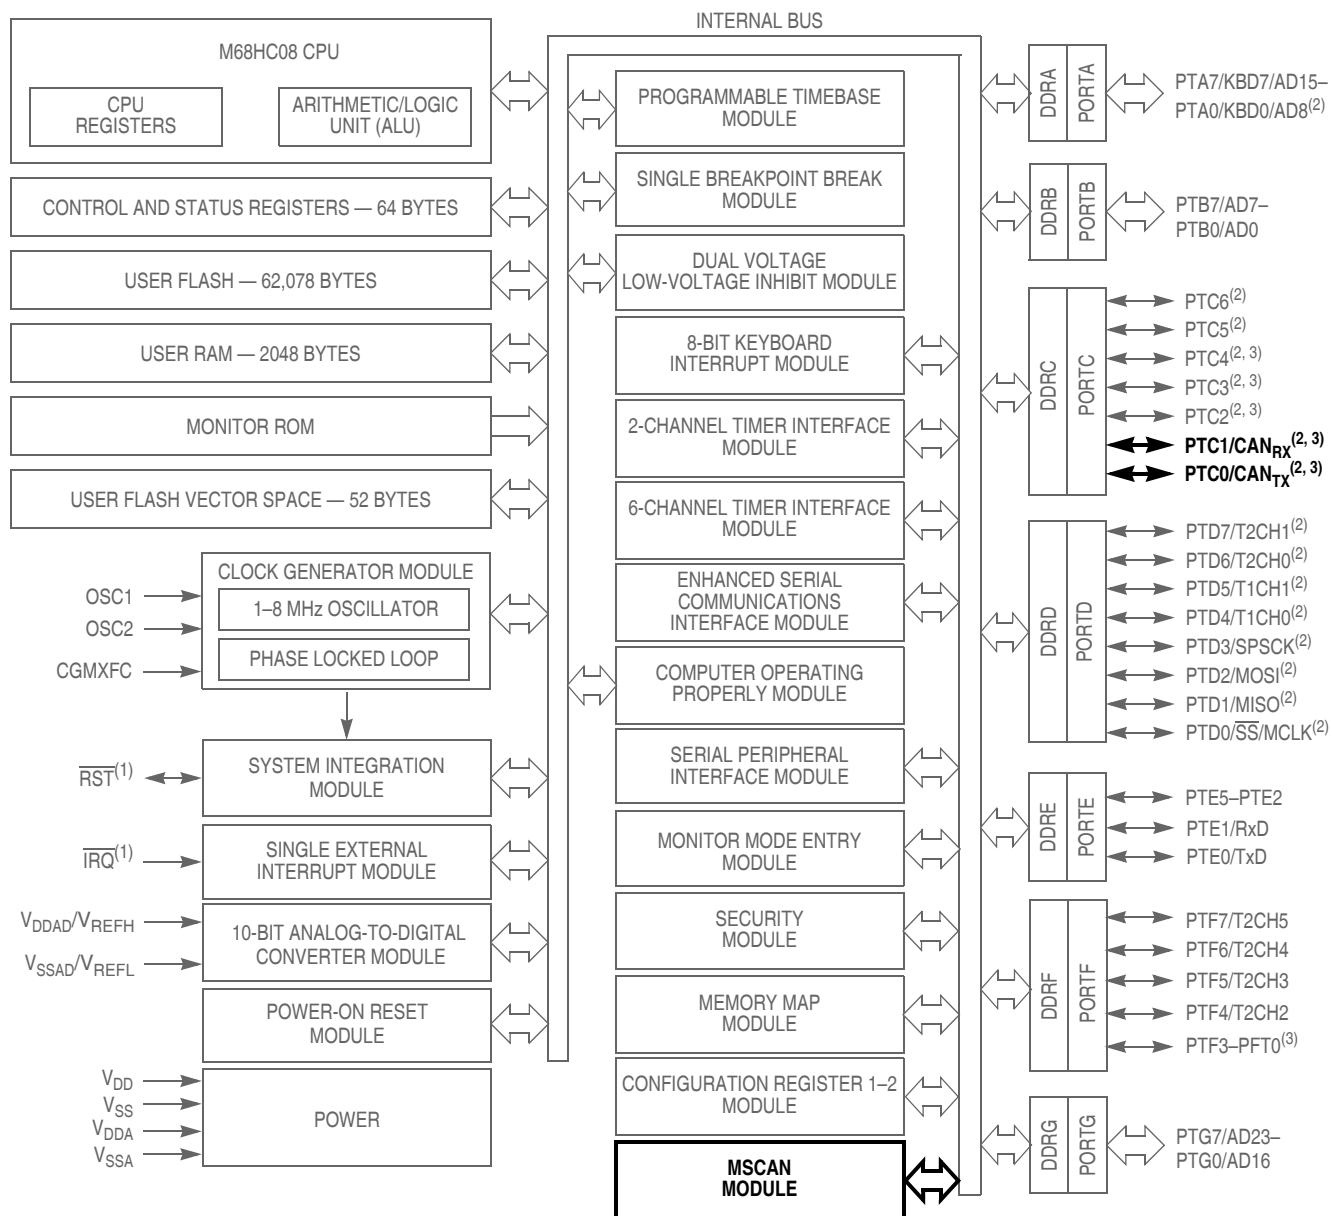 INTERNAL BUS
M68HC08 CPU
CPU
REGISTERS
ARITHMETIC/LOGIC
UNIT (ALU)
CONTROL AND STATUS REGISTERS — 64 BYTES
USER FLASH — 62,078 BYTES
USER RAM — 2048 BYTES
MONITOR ROM
USER FLASH VECTOR SPACE — 52 BYTES
CLOCK GENERATOR MODULE
1–8 MHz OSCILLATOR
PHASE LOCKED LOOP
OSC1
OSC2
CGMXFC
SYSTEM INTEGRATION
MODULE
RST(1)
SINGLE EXTERNAL
INTERRUPT MODULE
IRQ(1)
10-BIT ANALOG-TO-DIGITAL
CONVERTER MODULE
VDDAD/VREFH
VSSAD/VREFL
POWER-ON RESET
MODULE
POWER
VDD
VSS
VDDA
VSSA
PROGRAMMABLE TIMEBASE
MODULE
SINGLE BREAKPOINT BREAK
MODULE
DUAL VOLTAGE
LOW-VOLTAGE INHIBIT MODULE
8-BIT KEYBOARD
INTERRUPT MODULE
2-CHANNEL TIMER INTERFACE
MODULE
6-CHANNEL TIMER INTERFACE
MODULE
ENHANCED SERIAL
COMMUNICATIONS
INTERFACE MODULE
COMPUTER OPERATING
PROPERLY MODULE
SERIAL PERIPHERAL
INTERFACE MODULE
MONITOR MODE ENTRY
MODULE
SECURITY
MODULE
MEMORY MAP
MODULE
CONFIGURATION REGISTER 1–2
MODULE
MSCAN
MODULE
DDRA
PORTA
PTA7/KBD7/AD15–
PTA0/KBD0/AD8(2)
DDRB
PORTB
PTB7/AD7–
PTB0/AD0
DDRC
PORTC
PTC6(2)
PTC5(2)
PTC4(2, 3)
PTC3(2, 3)
PTC2(2, 3)
PTC1/CANRX(2, 3)
PTC0/CANTX(2, 3)
DDRD
PORTD
PTD7/T2CH1(2)
PTD6/T2CH0(2)
PTD5/T1CH1(2)
PTD4/T1CH0(2)
PTD3/SPSCK(2)
PTD2/MOSI(2)
PTD1/MISO(2)
PTD0/SS/MCLK(2)
DDRE
PORTE
PTE5–PTE2
PTE1/RxD
PTE0/TxD
DDRF
PORTF
PTF7/T2CH5
PTF6/T2CH4
PTF5/T2CH3
PTF4/T2CH2
PTF3–PFT0(3)
DDRG
PORTG
PTG7/AD23–
PTG0/AD16